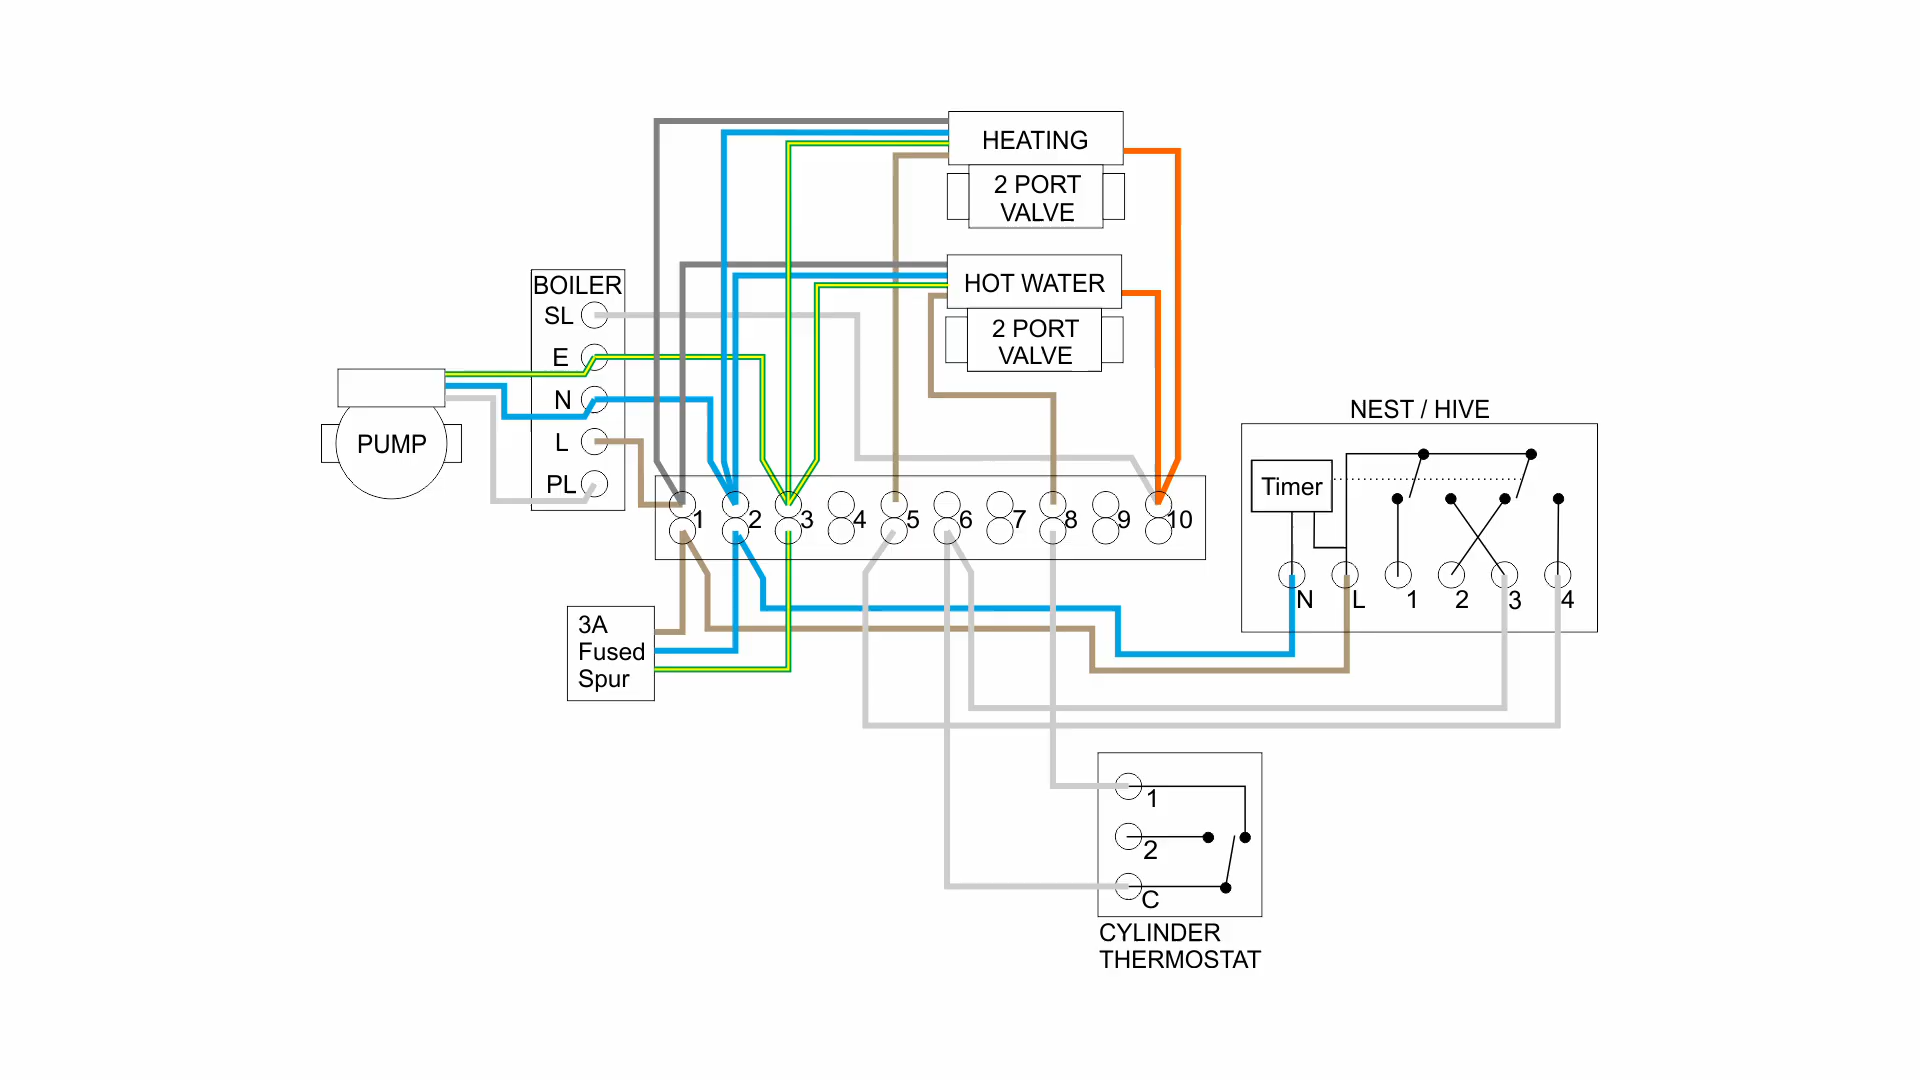 HEATING
2 PORT
VALVE
HOT WATER
2 PORT
VALVE
BOILER
SL
E
N
L
PL
PUMP
1 2 3 4 5 6 7 8 9 10
3A
Fused
Spur
NEST / HIVE
Timer
N L 1 2 3 4
1
2
C
CYLINDER
THERMOSTAT